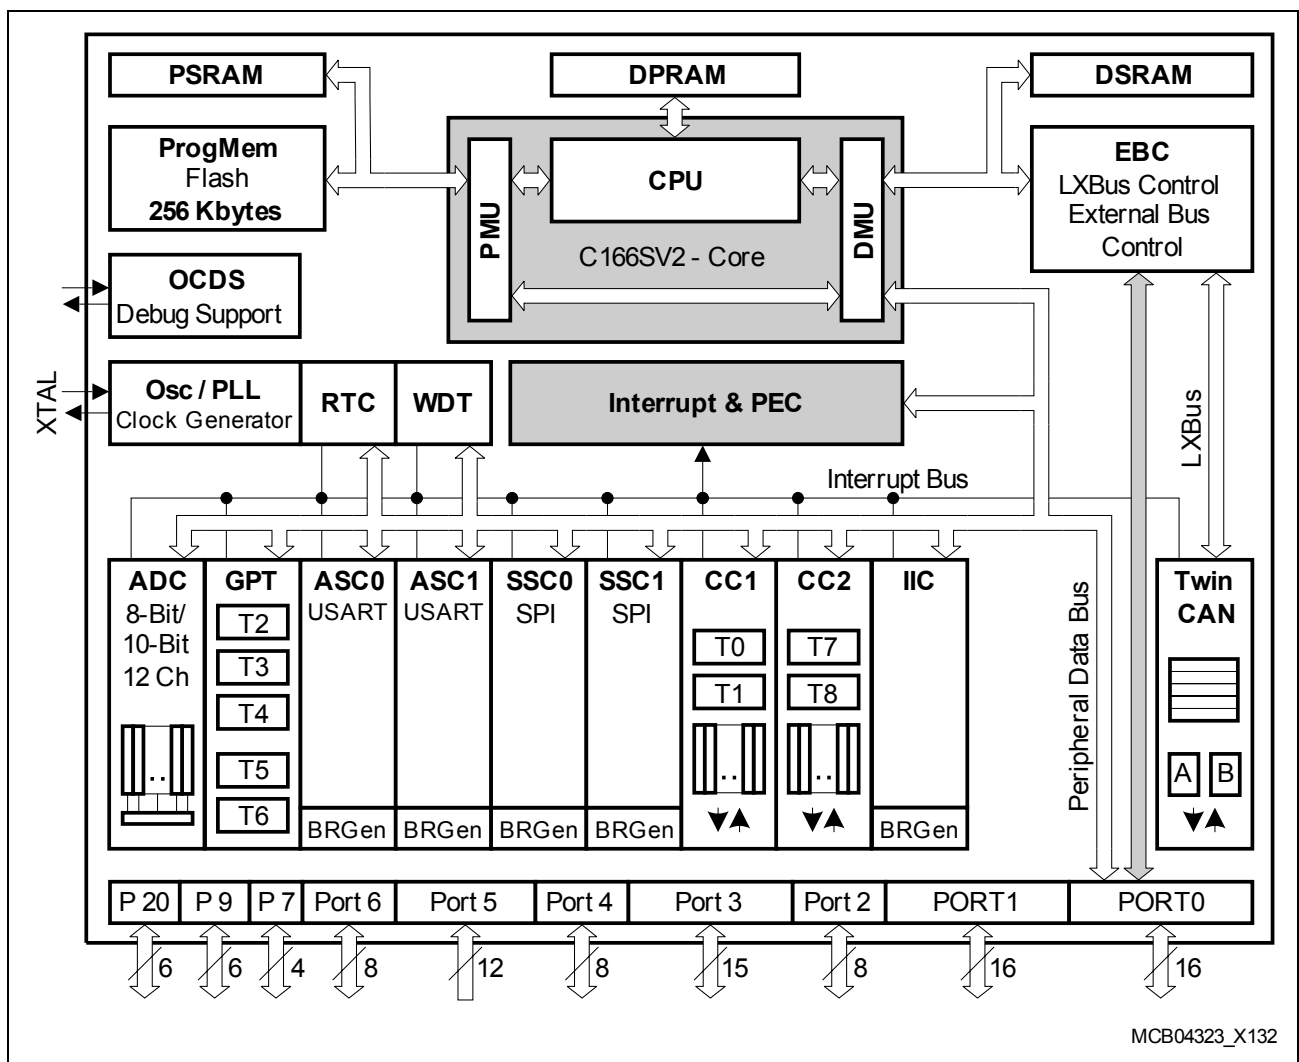 PSRAM
DPRAM
DSRAM
ProgMem
Flash
256 Kbytes
PMU
CPU
DMU
C166SV2 - Core
EBC
LXBus Control
External Bus
Control
OCDS
Debug Support
XTAL
Osc / PLL
Clock Generator
RTC
WDT
Interrupt & PEC
Interrupt Bus
LXBus
Peripheral Data Bus
ADC
8-Bit/
10-Bit
12 Ch
..
GPT
T2
T3
T4
T5
T6
ASC0
USART
BRGen
ASC1
USART
BRGen
SSC0
SPI
BRGen
SSC1
SPI
BRGen
CC1
T0
T1
..
CC2
T7
T8
..
IIC
BRGen
Twin
CAN
A B
P 20 P 9 P 7 Port 6 Port 5 Port 4 Port 3 Port 2 PORT1 PORT0
6 6 4 8 12 8 15 8 16 16
MCB04323_X132